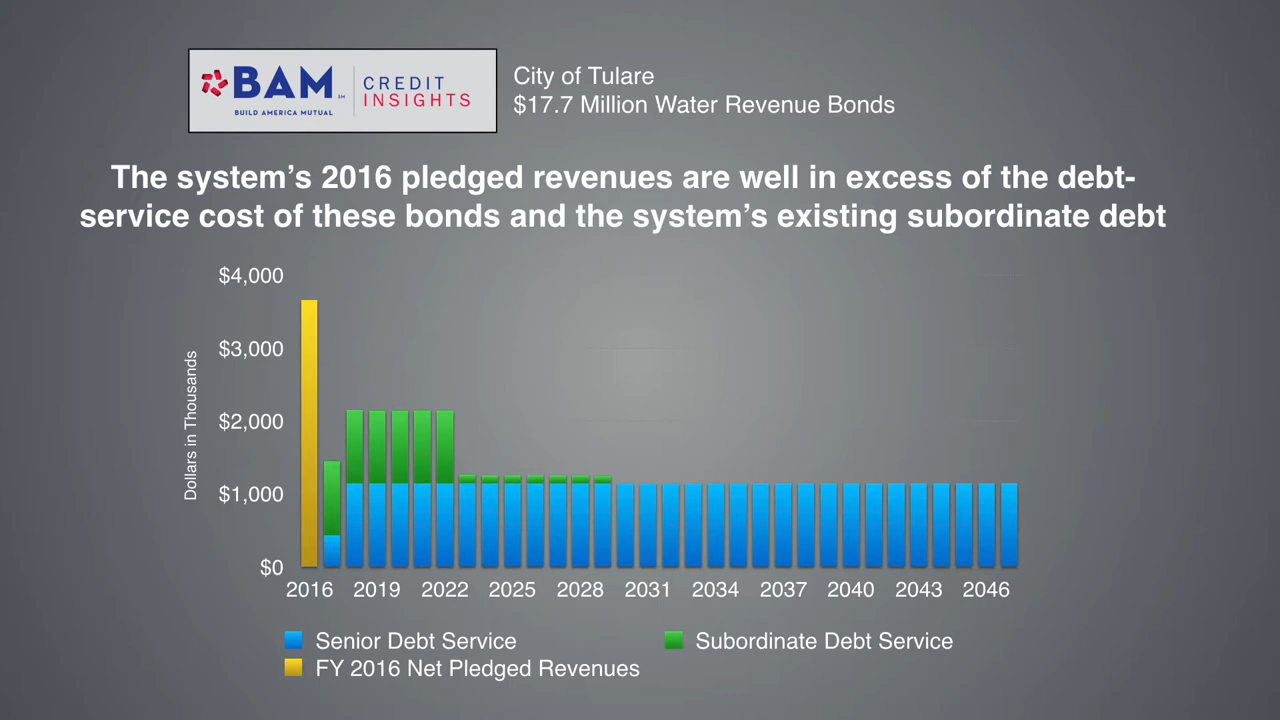 BAM SM
BUILD AMERICA MUTUAL
CREDIT
INSIGHTS
City of Tulare
$17.7 Million Water Revenue Bonds
The system’s 2016 pledged revenues are well in excess of the debt-
service cost of these bonds and the system’s existing subordinate debt
Dollars in Thousands
$4,000
$3,000
$2,000
$1,000
$0
2016 2019 2022 2025 2028 2031 2034 2037 2040 2043 2046
Senior Debt Service
Subordinate Debt Service
FY 2016 Net Pledged Revenues